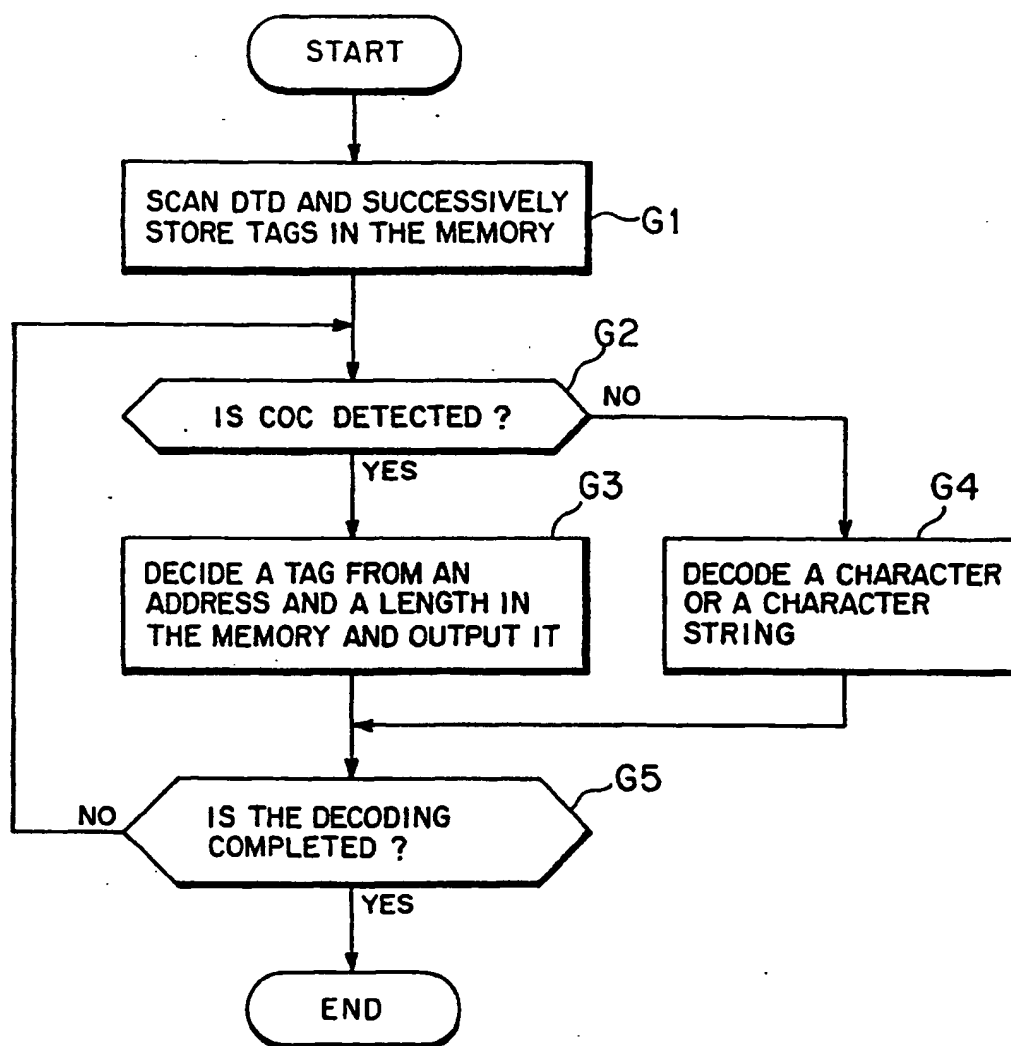 START
SCAN DTD AND SUCCESSIVELY
STORE TAGS IN THE MEMORY
G1
G2
IS COC DETECTED ?
NO
YES
G3
G4
DECIDE A TAG FROM AN
ADDRESS AND A LENGTH IN
THE MEMORY AND OUTPUT IT
DECODE A CHARACTER
OR A CHARACTER
STRING
G5
NO
IS THE DECODING
COMPLETED ?
YES
END